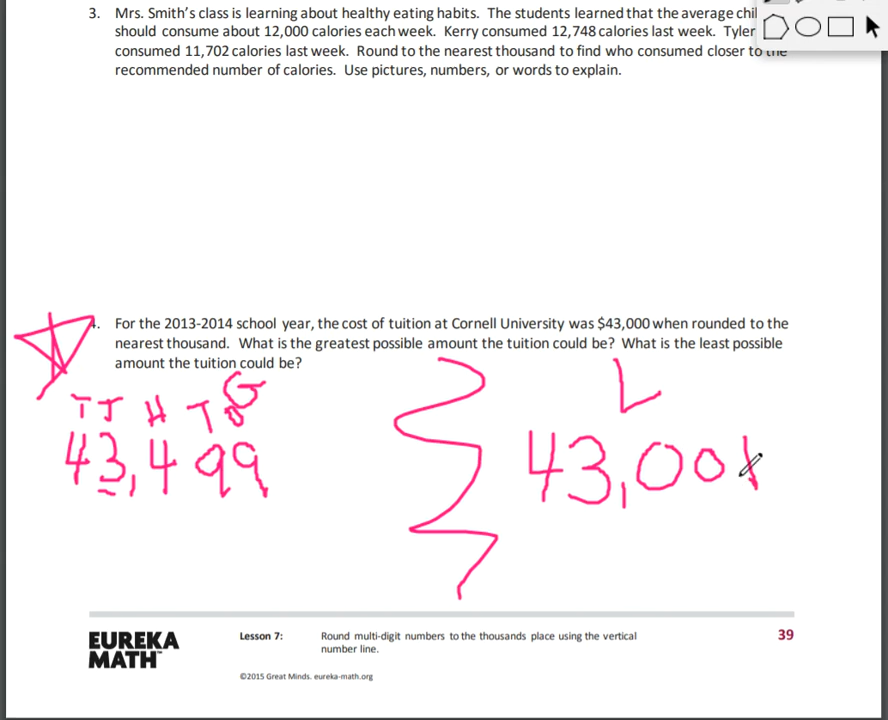 3. Mrs. Smith's class is learning about healthy eating habits. The students learned that the average chil
should consume about 12,000 calories each week. Kerry consumed 12,748 calories last week. Tyler
consumed 11,702 calories last week. Round to the nearest thousand to find who consumed closer to the
recommended number of calories. Use pictures, numbers, or words to explain.
For the 2013-2014 school year, the cost of tuition at Cornell University was $43,000 when rounded to the
nearest thousand. What is the greatest possible amount the tuition could be? What is the least possible
amount the tuition could be?
G
L
TT H T
43,499
43,00
EUREKA
MATH™
Lesson 7:
Round multi-digit numbers to the thousands place using the vertical
number line.
39
©2015 Great Minds. eureka-math.org